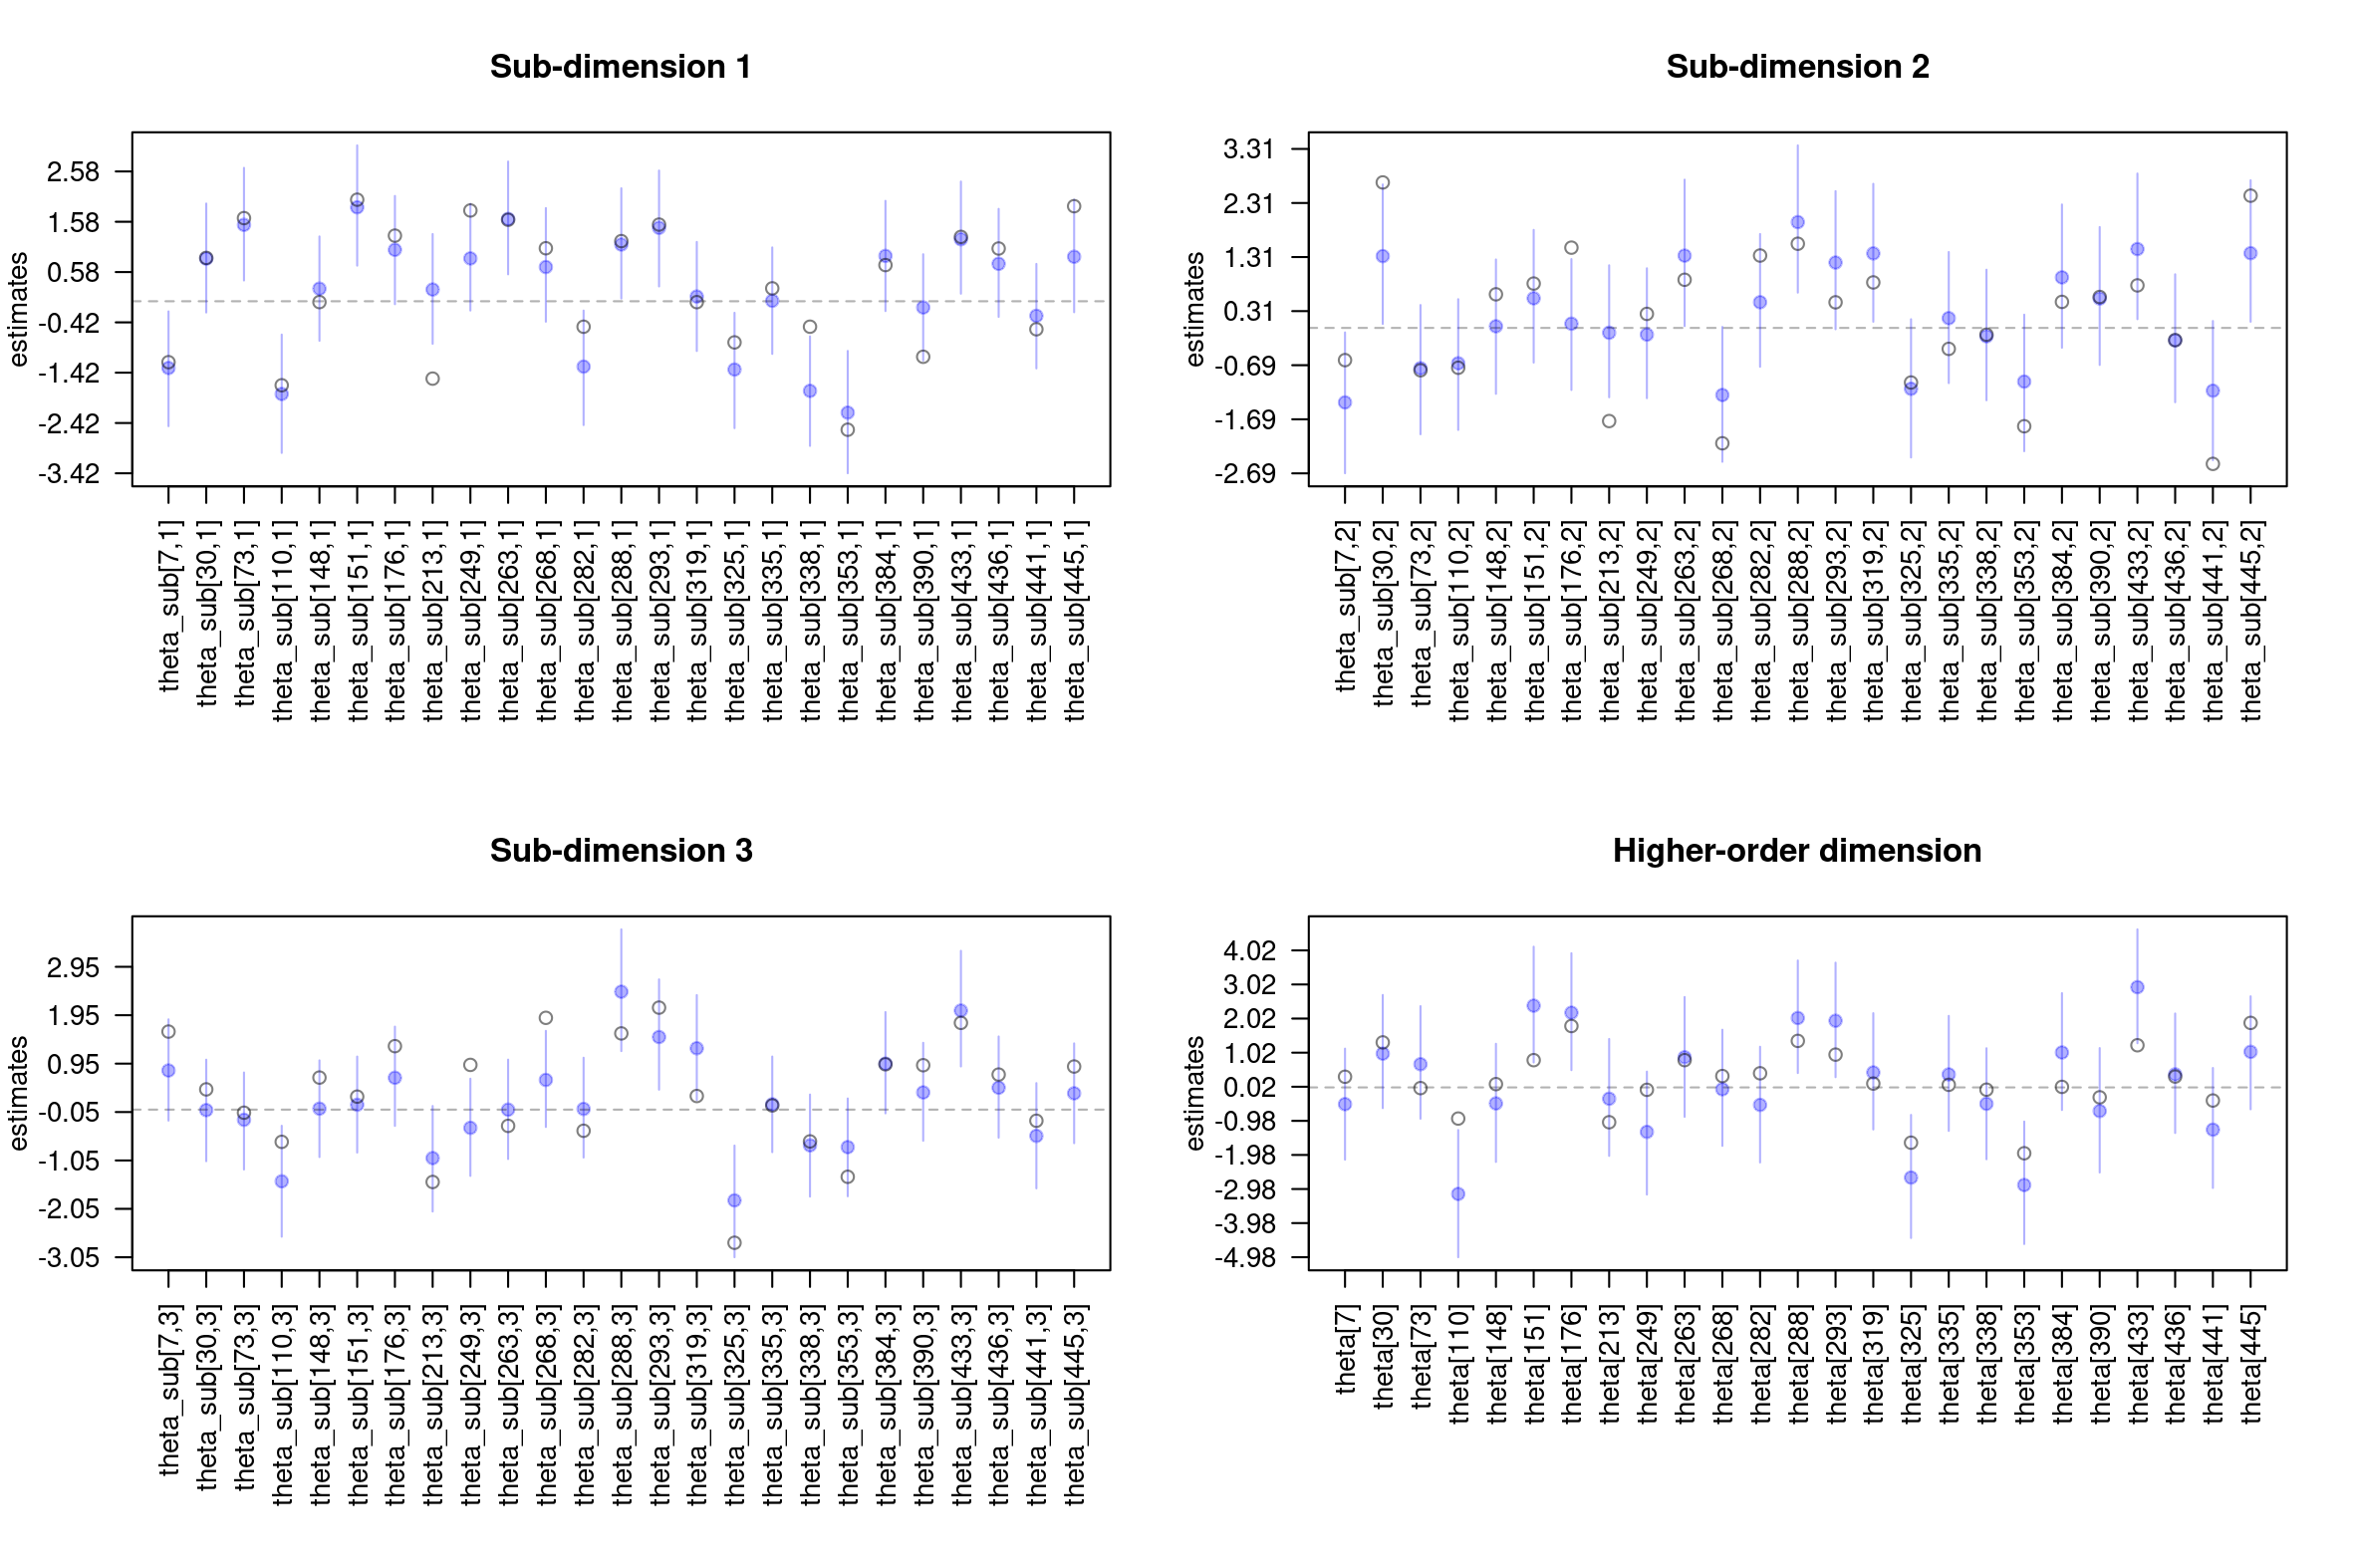 Sub-dimension 1
estimates
2.58
1.58
0.58
-0.42
-1.42
-2.42
-3.42
theta_sub[7,1]
theta_sub[30,1]
theta_sub[73,1]
theta_sub[110,1]
theta_sub[148,1]
theta_sub[151,1]
theta_sub[176,1]
theta_sub[213,1]
theta_sub[249,1]
theta_sub[263,1]
theta_sub[268,1]
theta_sub[282,1]
theta_sub[288,1]
theta_sub[293,1]
theta_sub[319,1]
theta_sub[325,1]
theta_sub[335,1]
theta_sub[338,1]
theta_sub[353,1]
theta_sub[384,1]
theta_sub[390,1]
theta_sub[433,1]
theta_sub[436,1]
theta_sub[441,1]
theta_sub[445,1]
Sub-dimension 2
estimates
3.31
2.31
1.31
0.31
-0.69
-1.69
-2.69
theta_sub[7,2]
theta_sub[30,2]
theta_sub[73,2]
theta_sub[110,2]
theta_sub[148,2]
theta_sub[151,2]
theta_sub[176,2]
theta_sub[213,2]
theta_sub[249,2]
theta_sub[263,2]
theta_sub[268,2]
theta_sub[282,2]
theta_sub[288,2]
theta_sub[293,2]
theta_sub[319,2]
theta_sub[325,2]
theta_sub[335,2]
theta_sub[338,2]
theta_sub[353,2]
theta_sub[384,2]
theta_sub[390,2]
theta_sub[433,2]
theta_sub[436,2]
theta_sub[441,2]
theta_sub[445,2]
Sub-dimension 3
estimates
2.95
1.95
0.95
-0.05
-1.05
-2.05
-3.05
theta_sub[7,3]
theta_sub[30,3]
theta_sub[73,3]
theta_sub[110,3]
theta_sub[148,3]
theta_sub[151,3]
theta_sub[176,3]
theta_sub[213,3]
theta_sub[249,3]
theta_sub[263,3]
theta_sub[268,3]
theta_sub[282,3]
theta_sub[288,3]
theta_sub[293,3]
theta_sub[319,3]
theta_sub[325,3]
theta_sub[335,3]
theta_sub[338,3]
theta_sub[353,3]
theta_sub[384,3]
theta_sub[390,3]
theta_sub[433,3]
theta_sub[436,3]
theta_sub[441,3]
theta_sub[445,3]
Higher-order dimension
estimates
4.02
3.02
2.02
1.02
0.02
-0.98
-1.98
-2.98
-3.98
-4.98
theta[7]
theta[30]
theta[73]
theta[110]
theta[148]
theta[151]
theta[176]
theta[213]
theta[249]
theta[263]
theta[268]
theta[282]
theta[288]
theta[293]
theta[319]
theta[325]
theta[335]
theta[338]
theta[353]
theta[384]
theta[390]
theta[433]
theta[436]
theta[441]
theta[445]